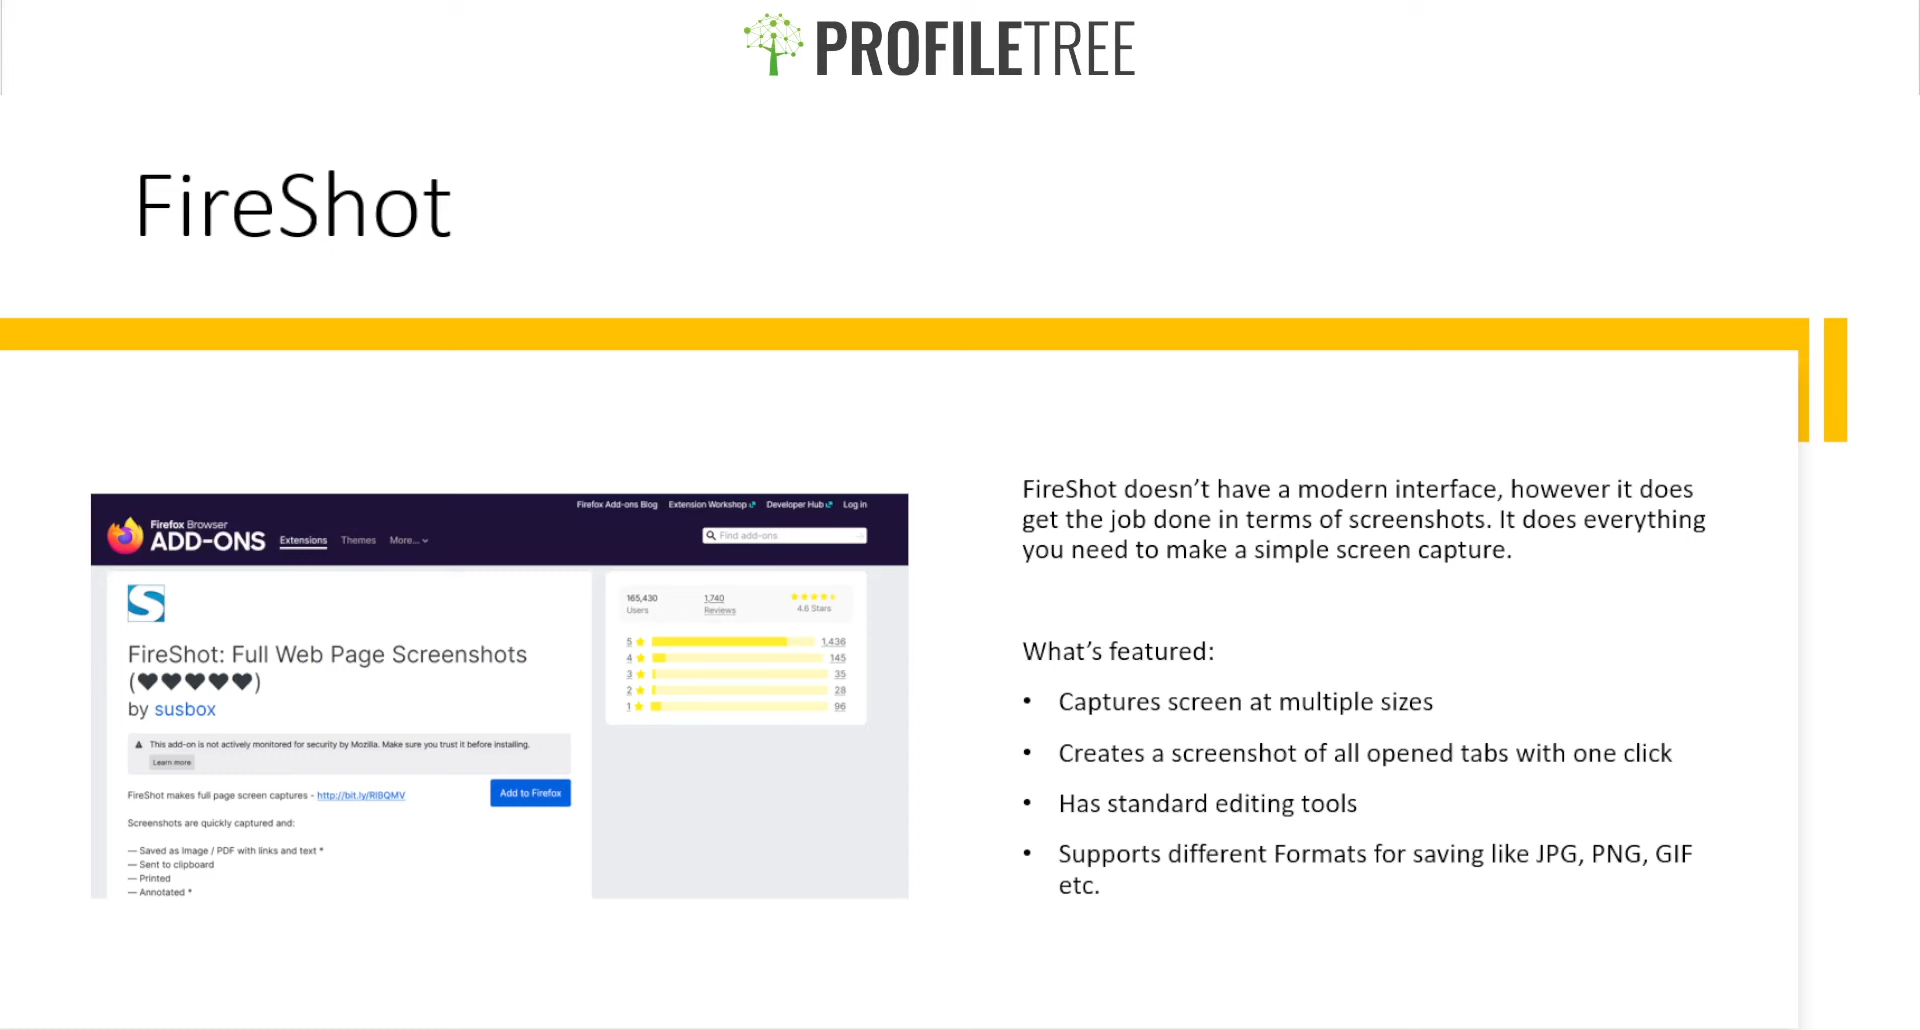 PROFILETREE
FireShot
Firefox Add-ons Blog Extension Workshop Developer Hub Log in
Firefox Browser
ADD-ONS Extensions Themes More...
Find add-ons
FireShot: Full Web Page Screenshots
(♥♥♥♥♥)
by susbox
This add-on is not actively monitored for security by Mozilla. Make sure you trust it before installing.
Learn more
FireShot makes full page screen captures - http://bit.ly/RIBQMV
Add to Firefox
Screenshots are quickly captured and:
— Saved as Image / PDF with links and text *
— Sent to clipboard
— Printed
— Annotated *
165,430 1,740
Users Reviews 4.6 Stars
5 1,436
4 145
3 35
2 28
1 96
FireShot doesn’t have a modern interface, however it does
get the job done in terms of screenshots. It does everything
you need to make a simple screen capture.
What’s featured:
• Captures screen at multiple sizes
• Creates a screenshot of all opened tabs with one click
• Has standard editing tools
• Supports different Formats for saving like JPG, PNG, GIF
etc.